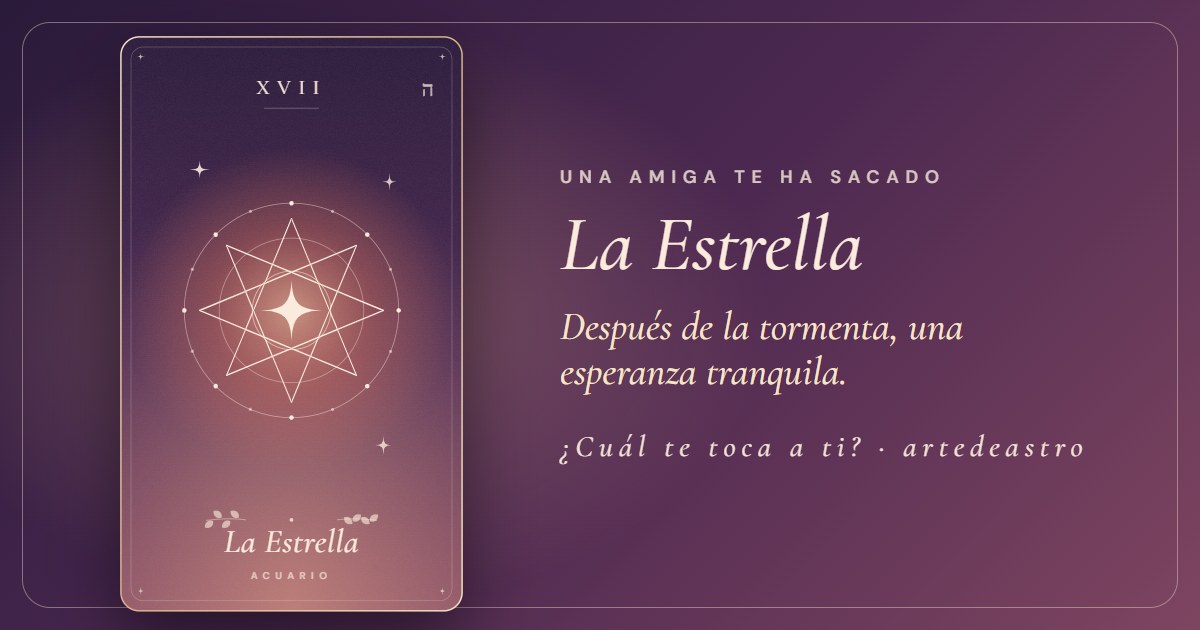 XVII
ה
La Estrella
ACUARIO
UNA AMIGA TE HA SACADO
La Estrella
Después de la tormenta, una
esperanza tranquila.
¿Cuál te toca a ti? · artedeastro